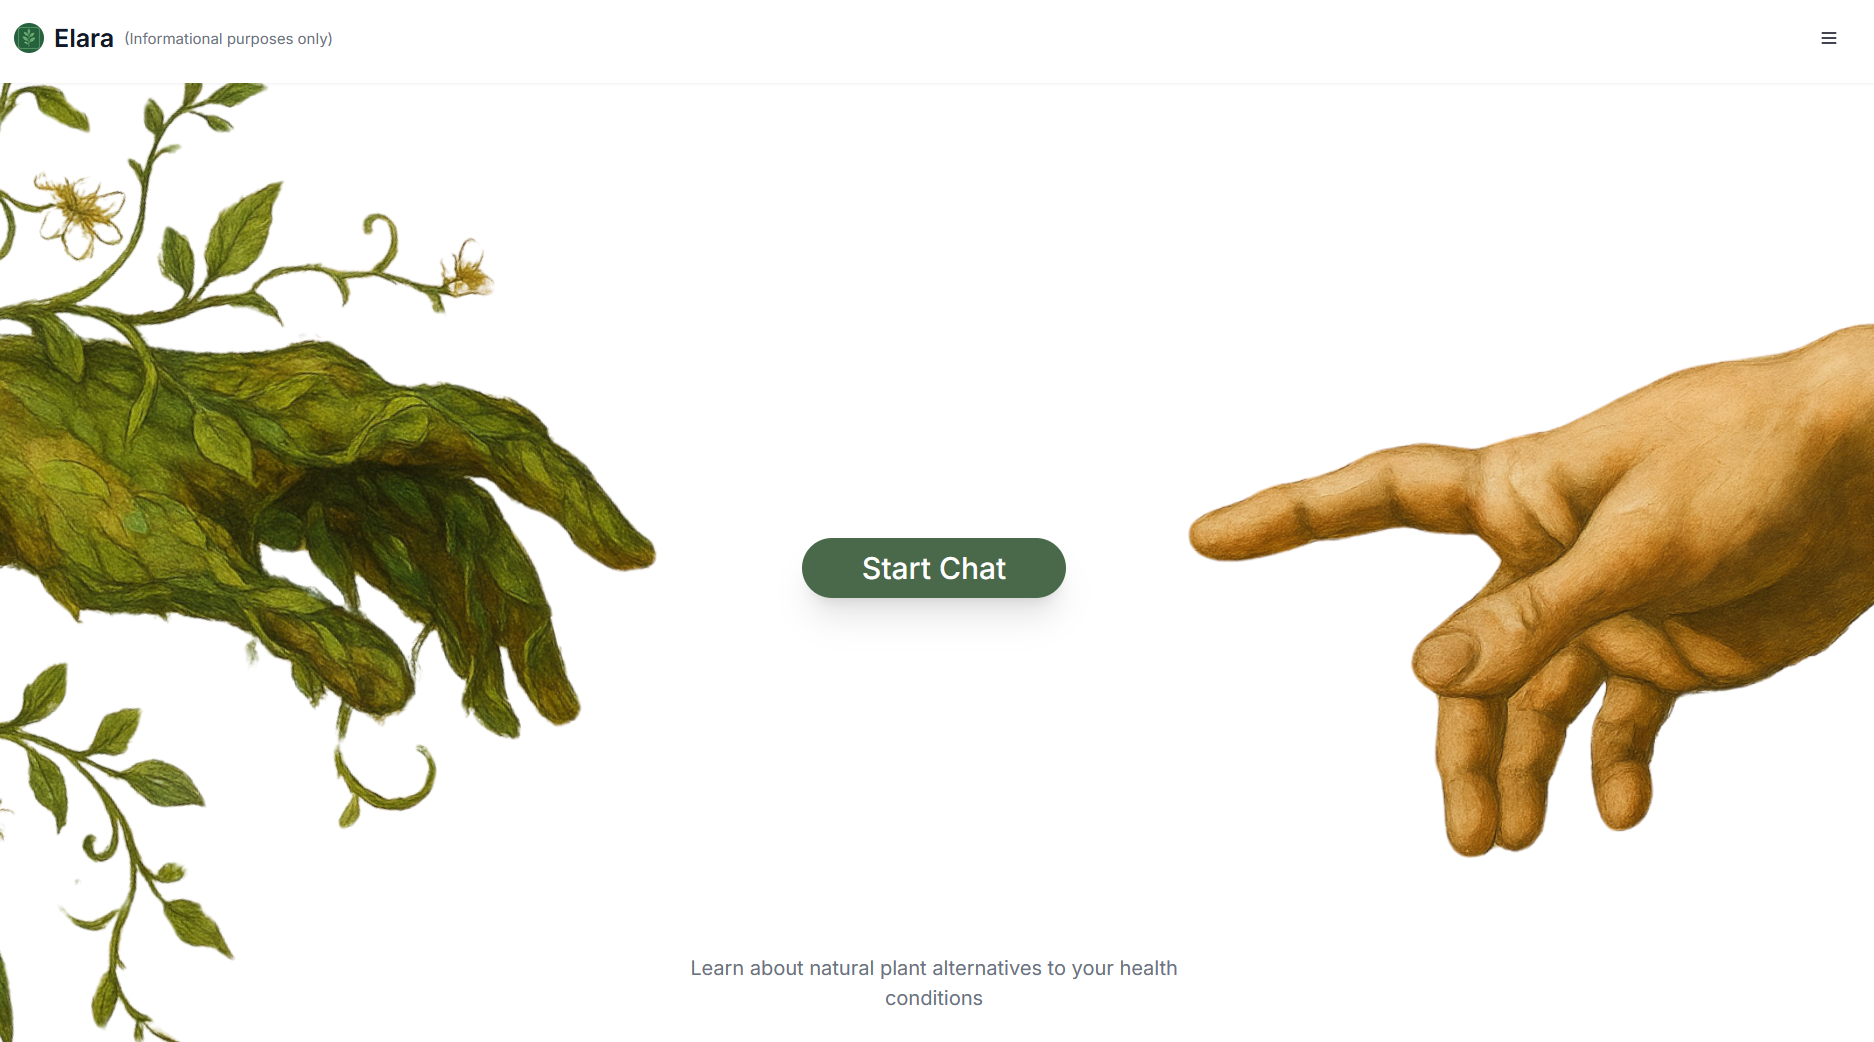 Elara (Informational purposes only)
Start Chat
Learn about natural plant alternatives to your health
conditions